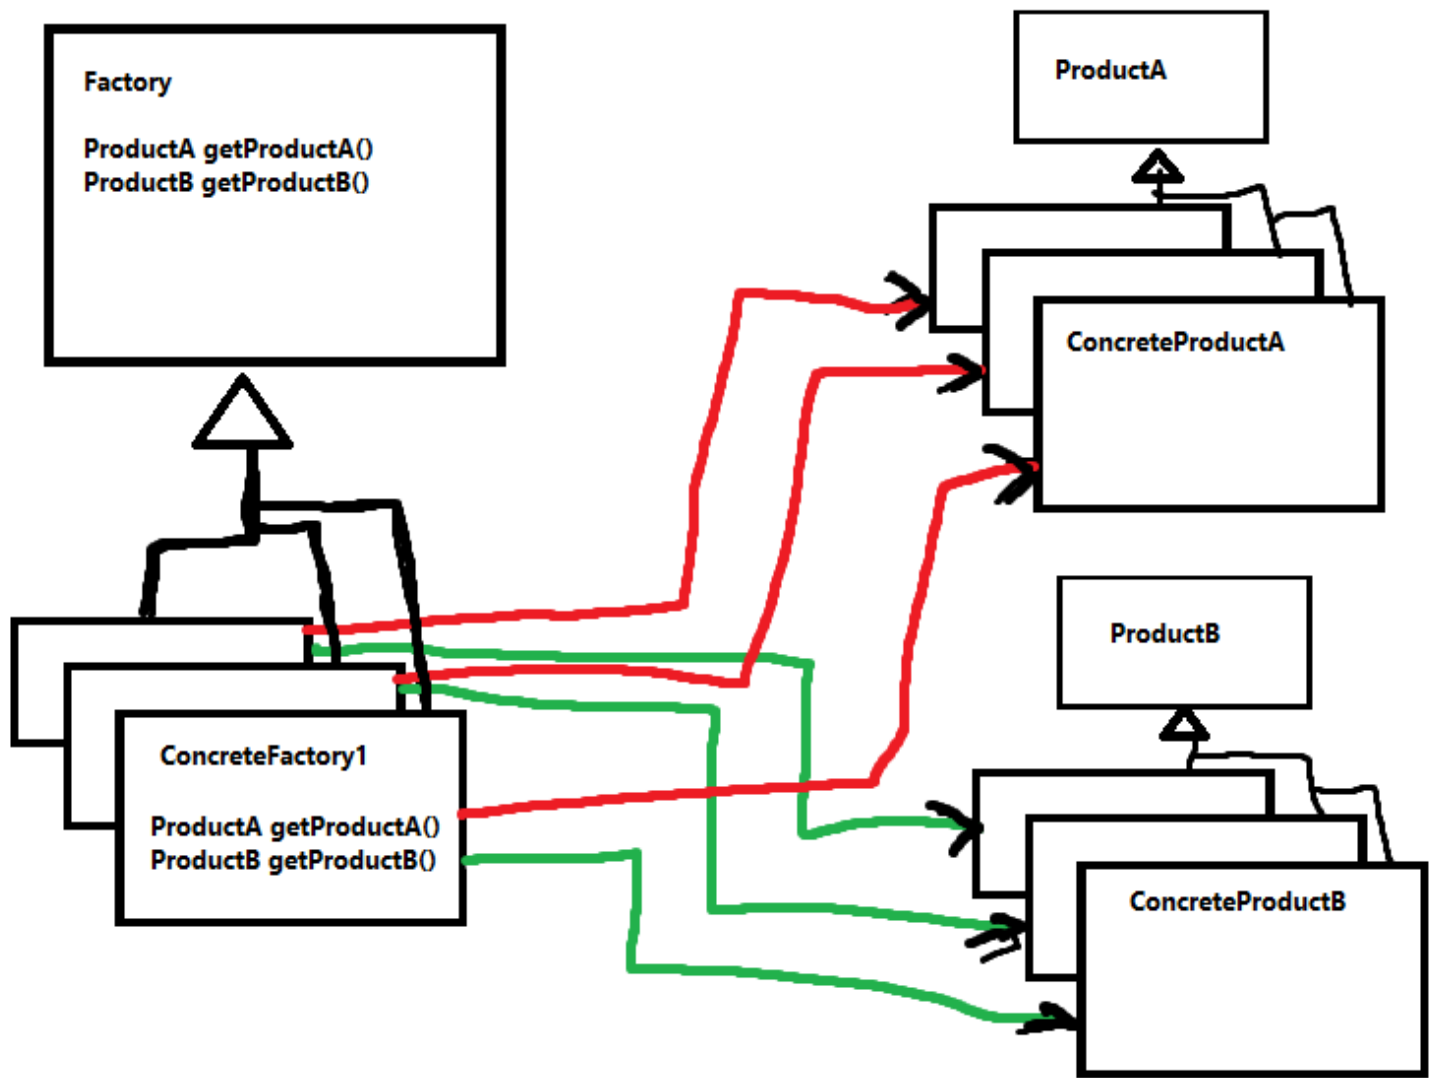 Factory
ProductA getProductA()
ProductB getProductB()
ProductA
ConcreteProductA
ProductB
ConcreteFactory1
ProductA getProductA()
ProductB getProductB()
ConcreteProductB